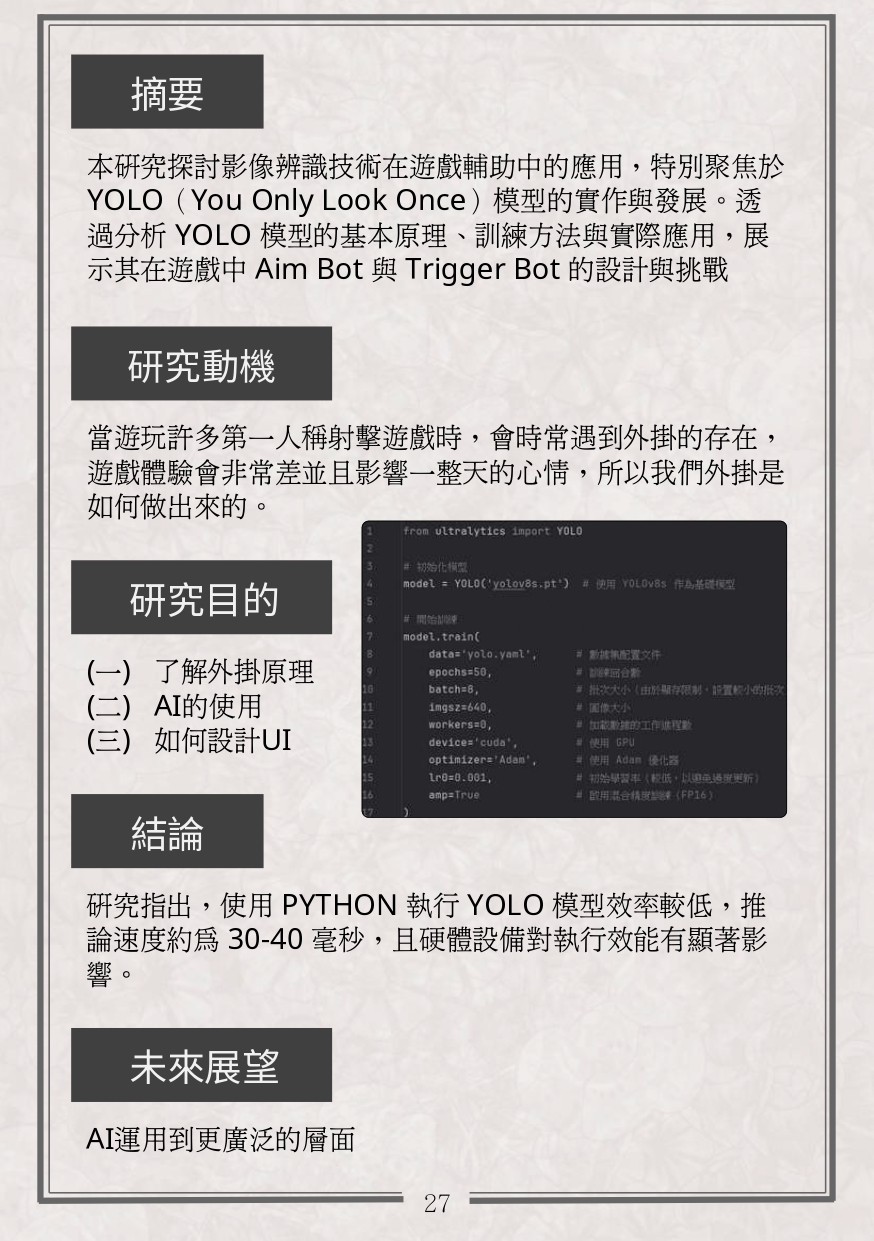 摘要
本研究探討影像辨識技術在遊戲輔助中的應用，特別聚焦於
YOLO（You Only Look Once）模型的實作與發展。透
過分析 YOLO 模型的基本原理、訓練方法與實際應用，展
示其在遊戲中 Aim Bot 與 Trigger Bot 的設計與挑戰
研究動機
當遊玩許多第一人稱射擊遊戲時，會時常遇到外掛的存在，
遊戲體驗會非常差並且影響一整天的心情，所以我們外掛是
如何做出來的。
研究目的
(一) 了解外掛原理
(二) AI的使用
(三) 如何設計UI
1 from ultralytics import YOLO
2
3 # 初始化模型
4 model = YOLO('yolov8s.pt') # 使用 YOLOv8s 作為基礎模型
5
6 # 開始訓練
7 model.train(
8 data='yolo.yaml', # 數據集配置文件
9 epochs=50, # 訓練回合數
10 batch=8, # 批次大小（由於顯存限制，設置較小的批次
11 imgsz=640, # 圖像大小
12 workers=0, # 加載數據的工作進程數
13 device='cuda', # 使用 GPU
14 optimizer='Adam', # 使用 Adam 優化器
15 lr0=0.001, # 初始學習率（較低，以避免過度更新）
16 amp=True # 啟用混合精度訓練（FP16）
17 )
結論
研究指出，使用 PYTHON 執行 YOLO 模型效率較低，推
論速度約為 30-40 毫秒，且硬體設備對執行效能有顯著影
響。
未來展望
AI運用到更廣泛的層面
27